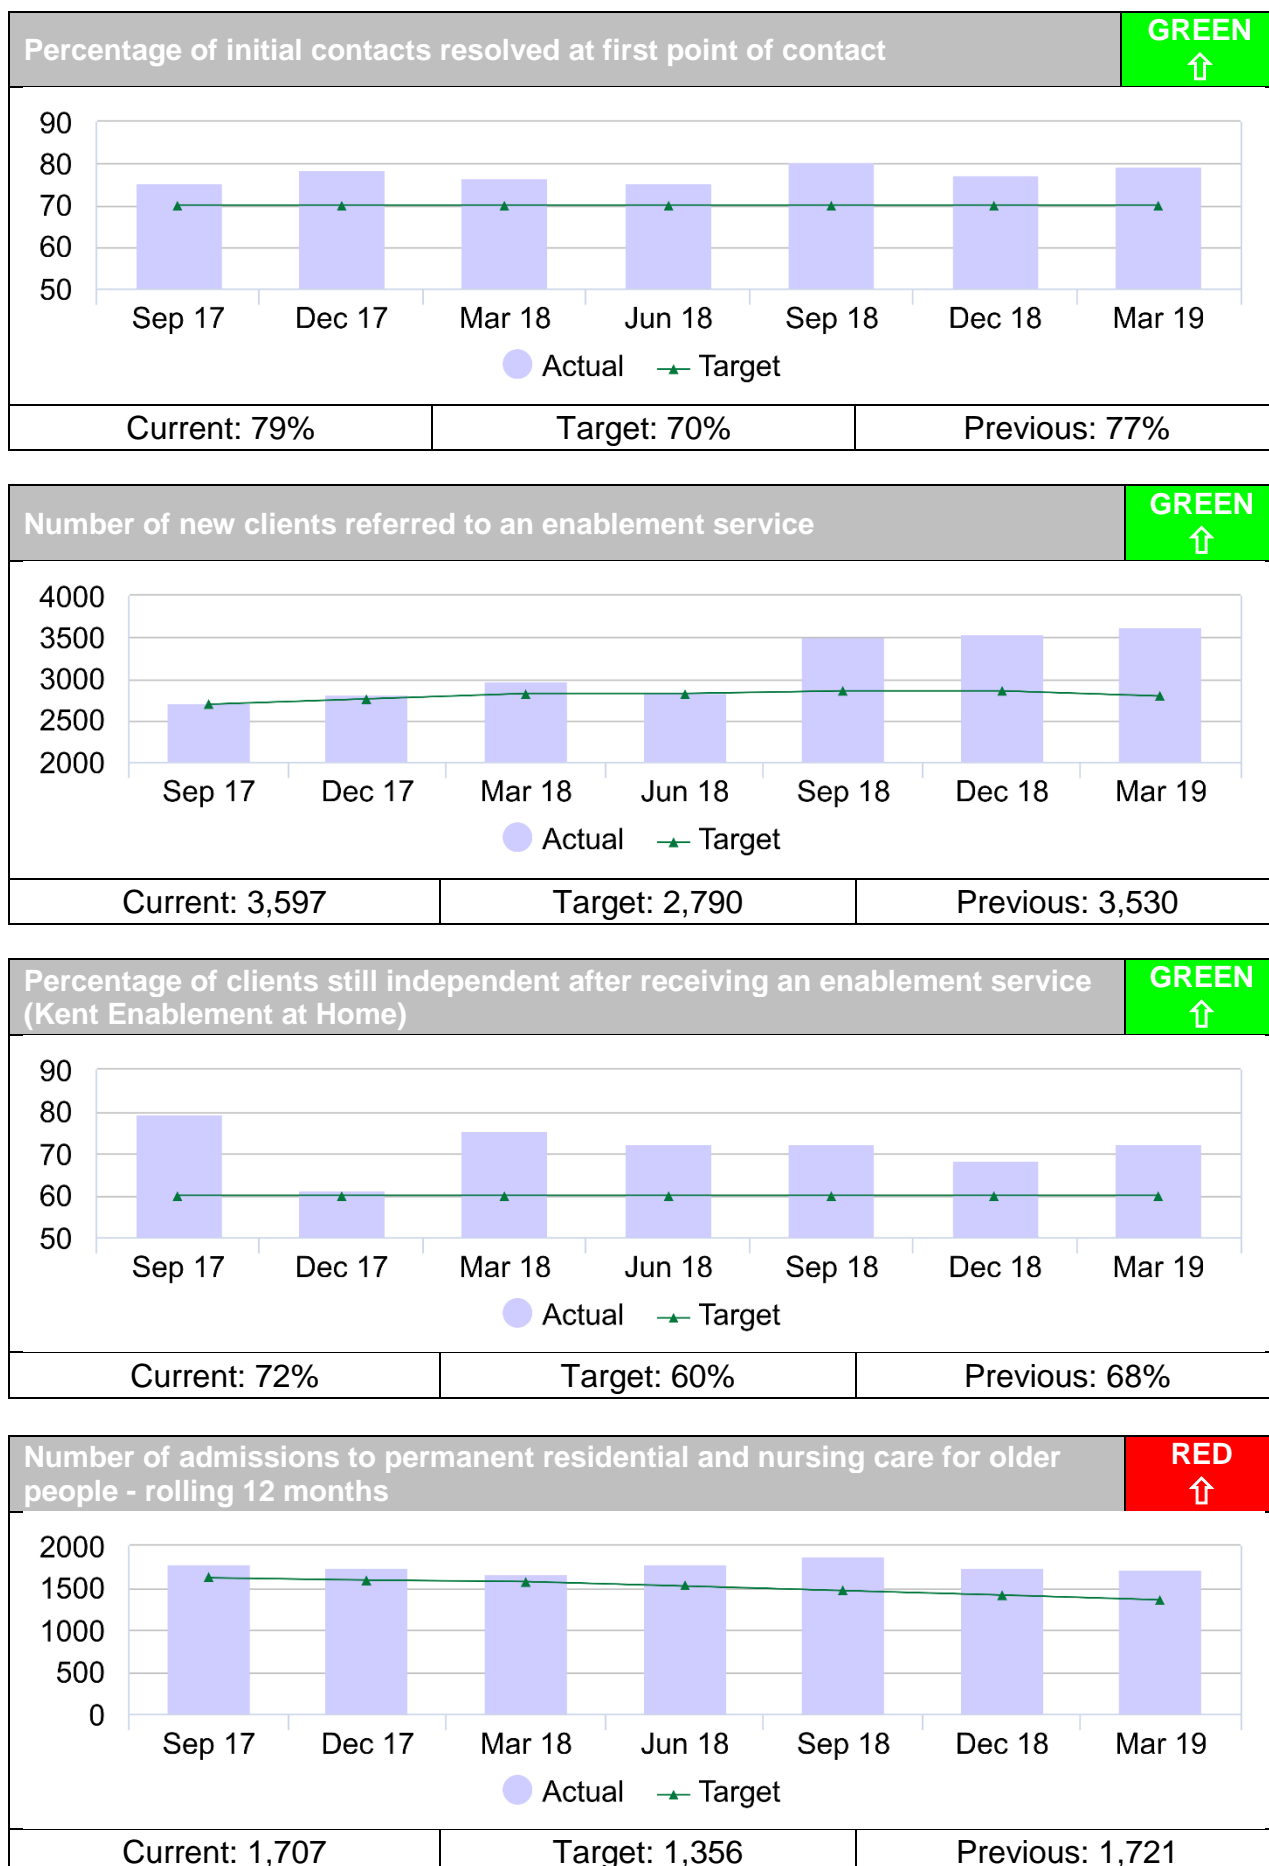 Percentage of initial contacts resolved at first point of contact
GREEN
⇧
90
80
70
60
50
Sep 17 Dec 17 Mar 18 Jun 18 Sep 18 Dec 18 Mar 19
Actual Target
Current: 79% Target: 70% Previous: 77%
Number of new clients referred to an enablement service
GREEN
⇧
4000
3500
3000
2500
2000
Sep 17 Dec 17 Mar 18 Jun 18 Sep 18 Dec 18 Mar 19
Actual Target
Current: 3,597 Target: 2,790 Previous: 3,530
Percentage of clients still independent after receiving an enablement service
(Kent Enablement at Home)
GREEN
⇧
90
80
70
60
50
Sep 17 Dec 17 Mar 18 Jun 18 Sep 18 Dec 18 Mar 19
Actual Target
Current: 72% Target: 60% Previous: 68%
Number of admissions to permanent residential and nursing care for older
people - rolling 12 months
RED
⇧
2000
1500
1000
500
0
Sep 17 Dec 17 Mar 18 Jun 18 Sep 18 Dec 18 Mar 19
Actual Target
Current: 1,707 Target: 1,356 Previous: 1,721